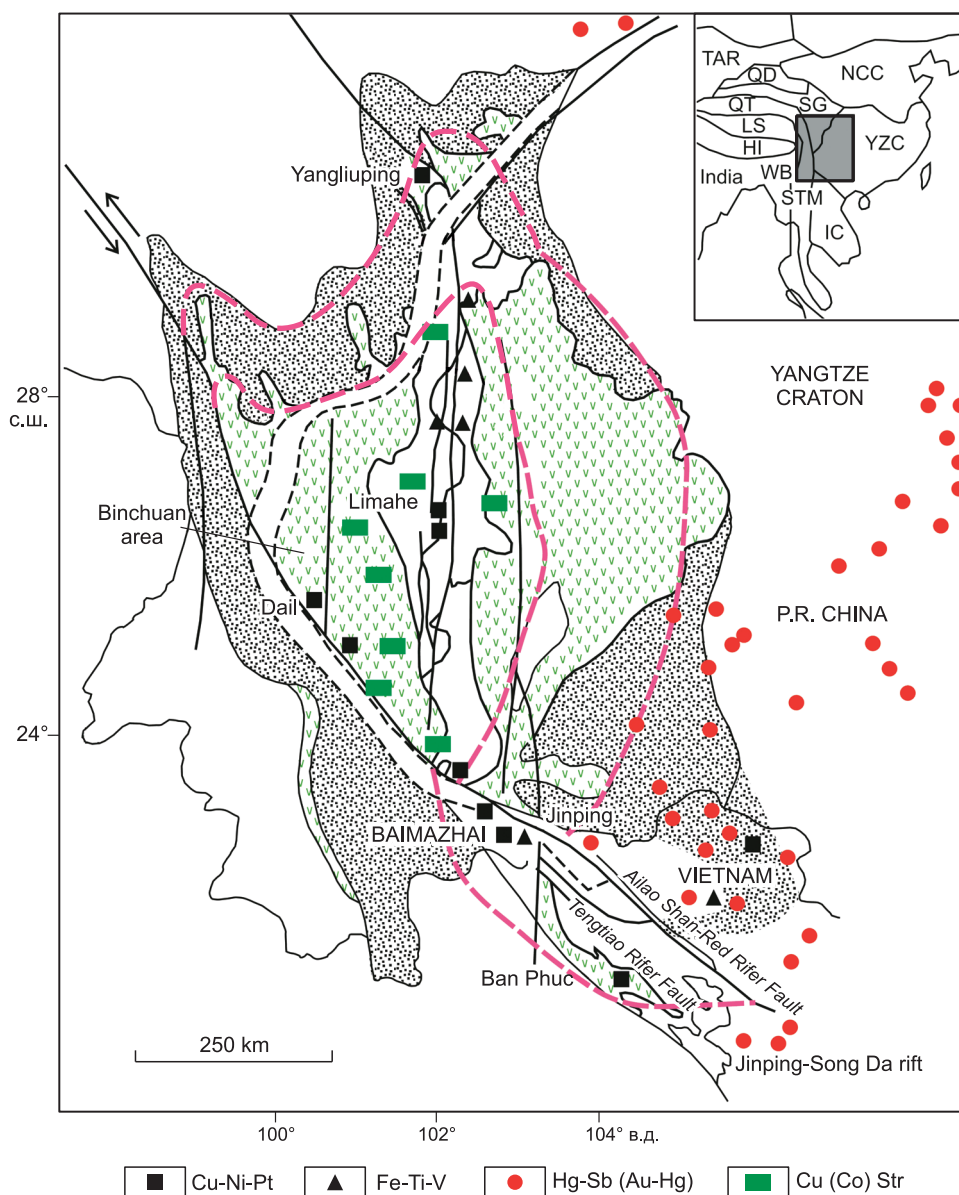 TAR
QD
NCC
QT
SG
LS
HI
YZC
WB
India
STM
IC
Yangliuping
28°
с.ш.
YANGTZE
CRATON
Limahe
Binchuan
area
Dail
P.R. CHINA
24°
Jinping
BAIMAZHAI
VIETNAM
Ailao Shan-Red Rifer Fault
Tengtiao Rifer Fault
Ban Phuc
250 km
Jinping-Song Da rift
100°
102°
104° в.д.
Cu-Ni-Pt
Fe-Ti-V
Hg-Sb (Au-Hg)
Cu (Co) Str